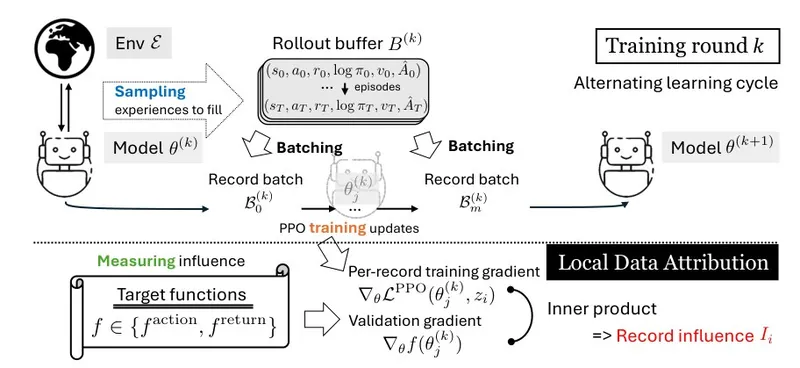 Env ℰ
Rollout buffer B^(k)
Training round k
(s_0, a_0, r_0, log π_0, v_0, Â_0)
... episodes
(s_T, a_T, r_T, log π_T, v_T, Â_T)
Alternating learning cycle
Sampling
experiences to fill
Model θ^(k)
Batching
Batching
Model θ^(k+1)
Record batch
ℬ_0^(k)
θ_j^(k)
...
Record batch
ℬ_m^(k)
PPO training updates
Measuring influence
Local Data Attribution
Target functions
f ∈ {f^action, f^return}
Per-record training gradient
∇_θ ℒ^PPO(θ_j^(k), z_i)
Validation gradient
∇_θ f(θ_j^(k))
Inner product
=> Record influence I_i